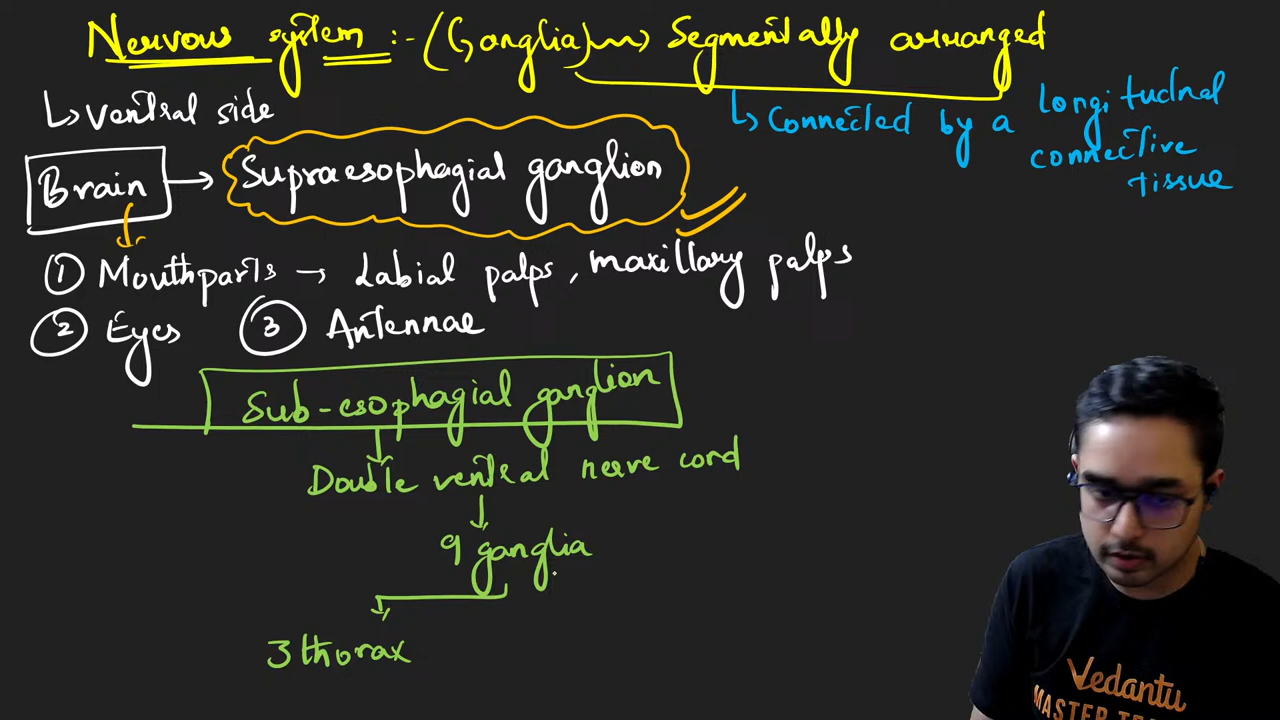 Nervous system :- (Ganglia) → Segmentally arranged
↳ ventral side
↳ Connected by a longitudnal connective tissue
Brain → Supraesophagial ganglion
① Mouthparts → Labial palps, maxillary palps
② Eyes ③ Antennae
Sub-esophagial ganglion
Double ventral nerve cord
9 ganglia
3 thorax
Vedantu
MASTER TE